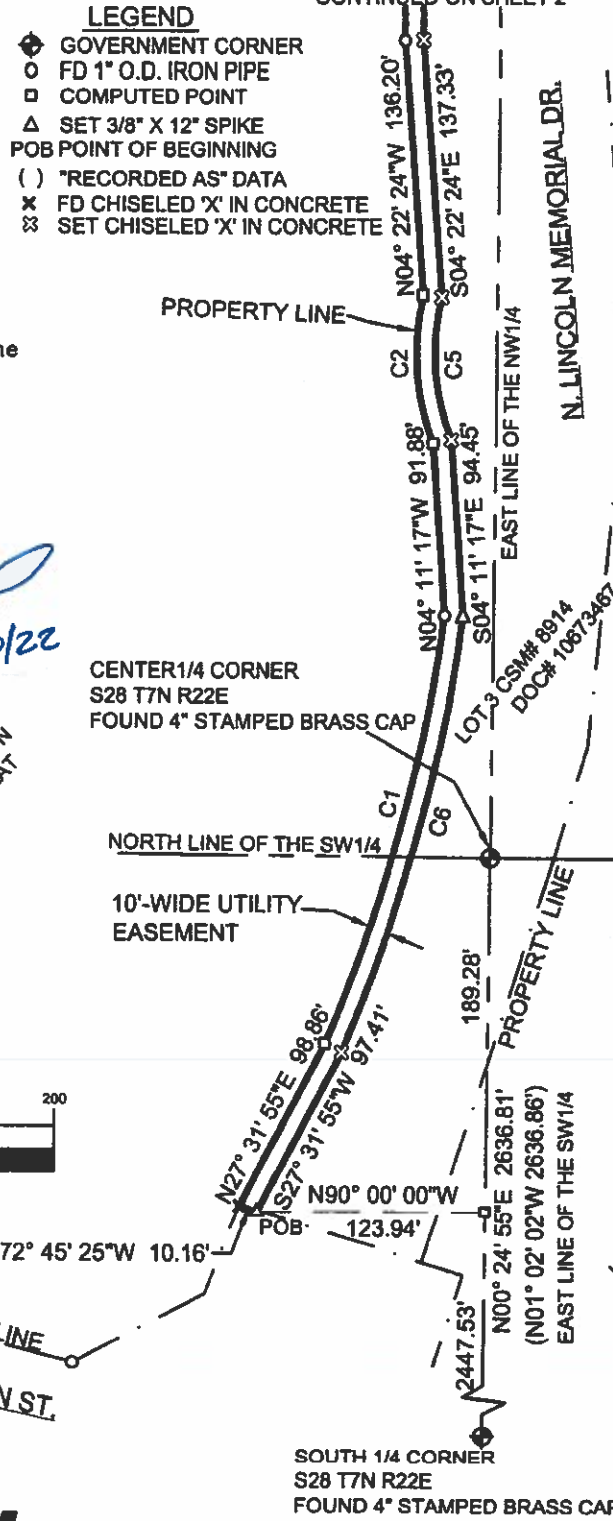 CONTINUED ON SHEET 2
LEGEND
GOVERNMENT CORNER
FD 1" O.D. IRON PIPE
COMPUTED POINT
SET 3/8" X 12" SPIKE
POB POINT OF BEGINNING
( ) "RECORDED AS" DATA
FD CHISELED 'X' IN CONCRETE
SET CHISELED 'X' IN CONCRETE
N04° 22' 24"W 136.20'
S04° 22' 24"E 137.33'
N. LINCOLN MEMORIAL DR.
PROPERTY LINE
C2
C5
EAST LINE OF THE NW1/4
N04° 11' 17"W 91.88'
S04° 11' 17"E 94.45'
/22
LOT 3 CSM# 8914
DOC# 10673467
CENTER1/4 CORNER
S28 T7N R22E
FOUND 4" STAMPED BRASS CAP
C1
C6
NORTH LINE OF THE SW1/4
10'-WIDE UTILITY
EASEMENT
189.28'
PROPERTY LINE
N27° 31' 55"E 98.86'
S27° 31' 55"W 97.41'
200
N90° 00' 00"W
123.94'
POB
72° 45' 25"W 10.16'
N00° 24' 55"E 2636.81'
(N01° 02' 02"W 2636.86')
EAST LINE OF THE SW1/4
2447.53'
LINE
N ST.
SOUTH 1/4 CORNER
S28 T7N R22E
FOUND 4" STAMPED BRASS CAP